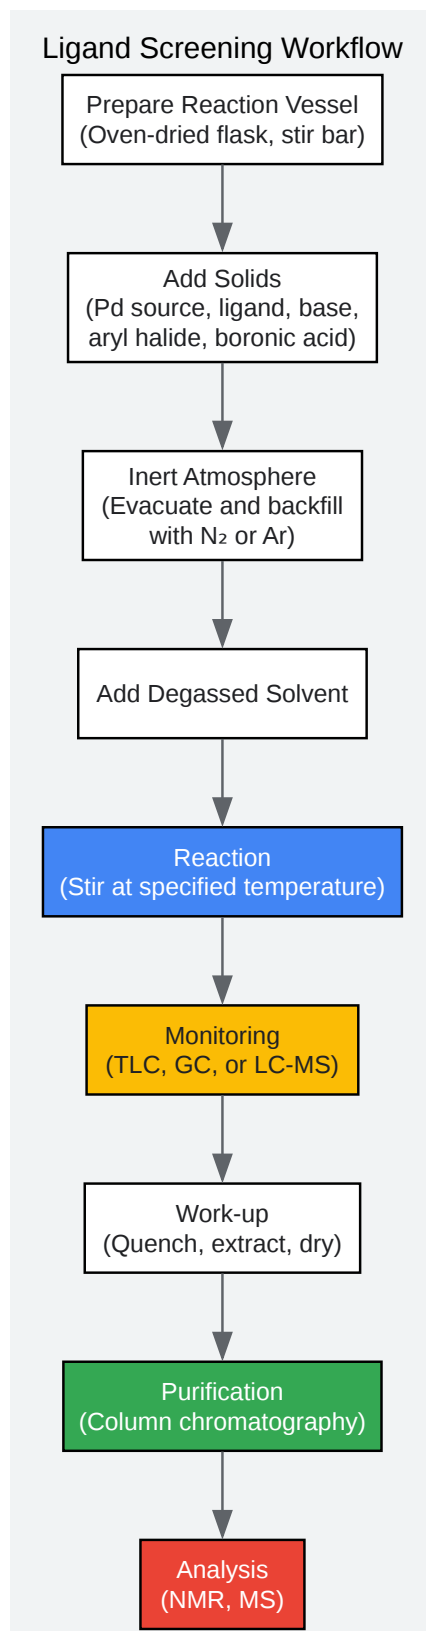 Ligand Screening Workflow
Prepare Reaction Vessel
(Oven-dried flask, stir bar)
Add Solids
(Pd source, ligand, base,
aryl halide, boronic acid)
Inert Atmosphere
(Evacuate and backfill
with N₂ or Ar)
Add Degassed Solvent
Reaction
(Stir at specified temperature)
Monitoring
(TLC, GC, or LC-MS)
Work-up
(Quench, extract, dry)
Purification
(Column chromatography)
Analysis
(NMR, MS)